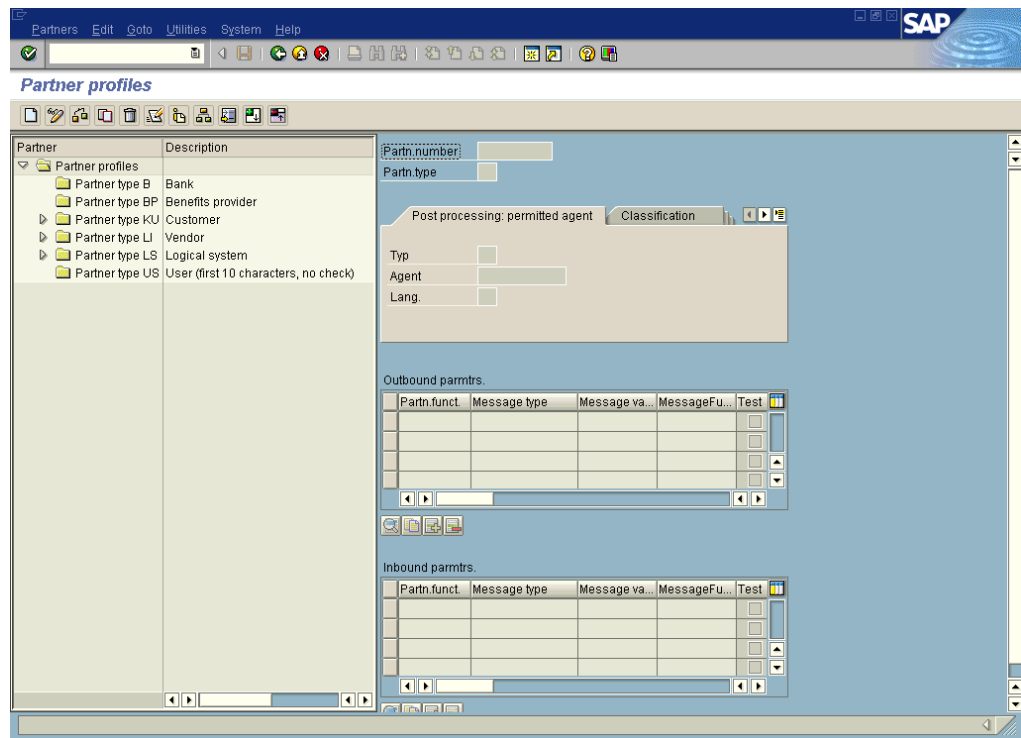 Partners Edit Goto Utilities System Help
SAP
Partner profiles
Partner Description
Partner profiles
Partner type B Bank
Partner type BP Benefits provider
Partner type KU Customer
Partner type LI Vendor
Partner type LS Logical system
Partner type US User (first 10 characters, no check)
Partn.number
Partn.type
Post processing: permitted agent Classification
Typ
Agent
Lang.
Outbound parmtrs.
Partn.funct. Message type Message va... MessageFu... Test
Inbound parmtrs.
Partn.funct. Message type Message va... MessageFu... Test